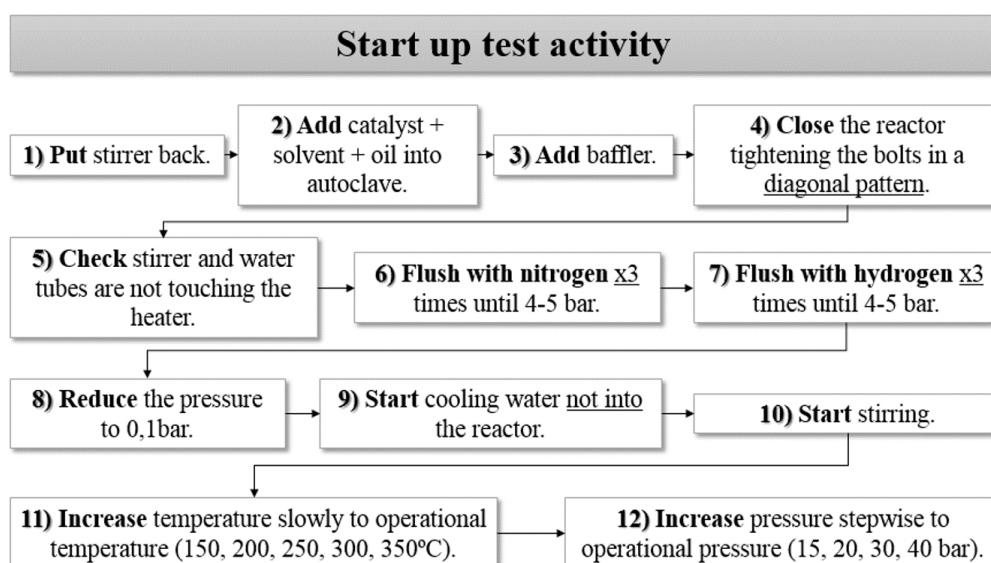 Start up test activity
1) Put stirrer back.
2) Add catalyst +
solvent + oil into
autoclave.
3) Add baffler.
4) Close the reactor
tightening the bolts in a
diagonal pattern.
5) Check stirrer and water
tubes are not touching the
heater.
6) Flush with nitrogen x3
times until 4-5 bar.
7) Flush with hydrogen x3
times until 4-5 bar.
8) Reduce the pressure
to 0,1bar.
9) Start cooling water not into
the reactor.
10) Start stirring.
11) Increase temperature slowly to operational
temperature (150, 200, 250, 300, 350ºC).
12) Increase pressure stepwise to
operational pressure (15, 20, 30, 40 bar).